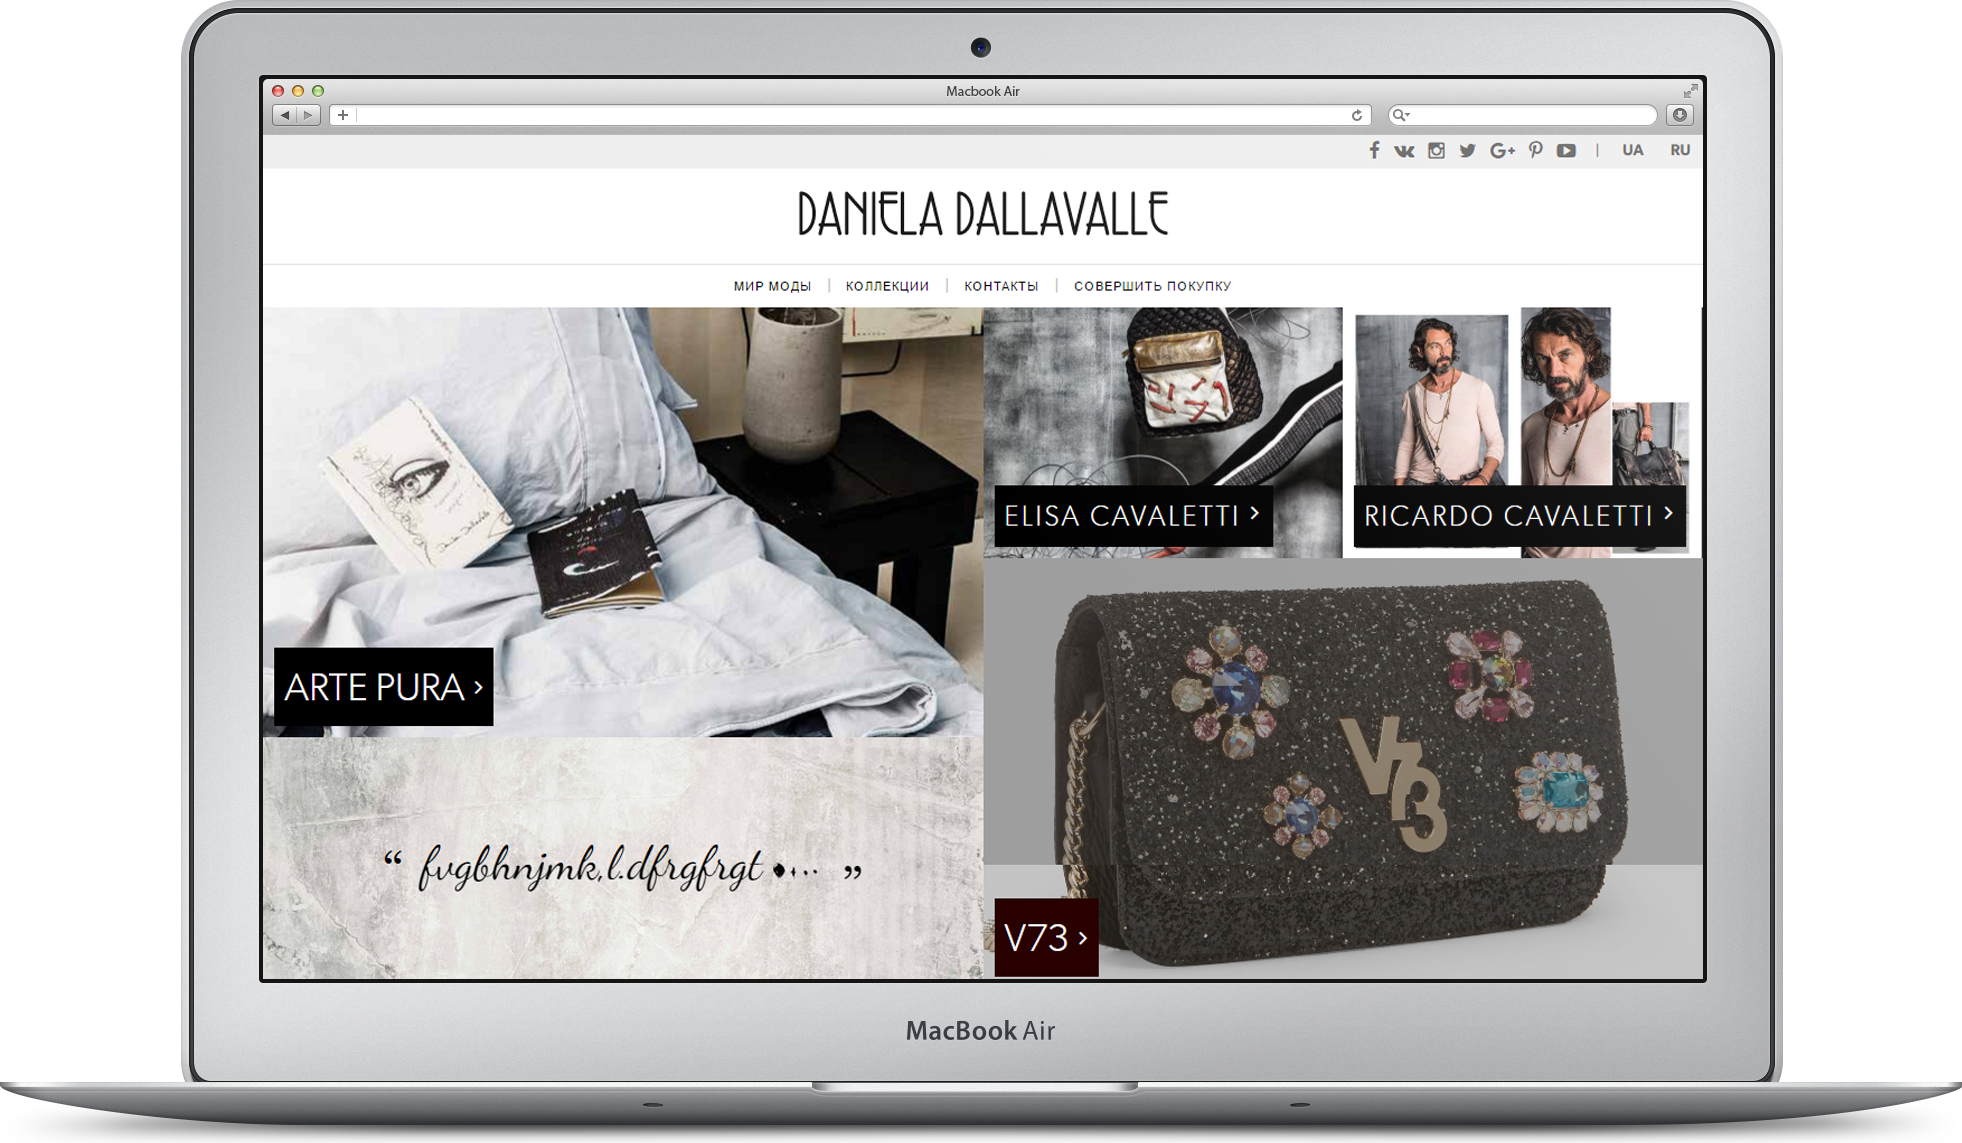 Macbook Air
UA RU
DANIELA DALLAVALLE
МИР МОДЫ | КОЛЛЕКЦИИ | КОНТАКТЫ | СОВЕРШИТЬ ПОКУПКУ
ELISA CAVALETTI ›
RICARDO CAVALETTI ›
ARTE PURA ›
V73
“ fvgbhnjmk,l.dfrgfrgt ”
V73 ›
MacBook Air